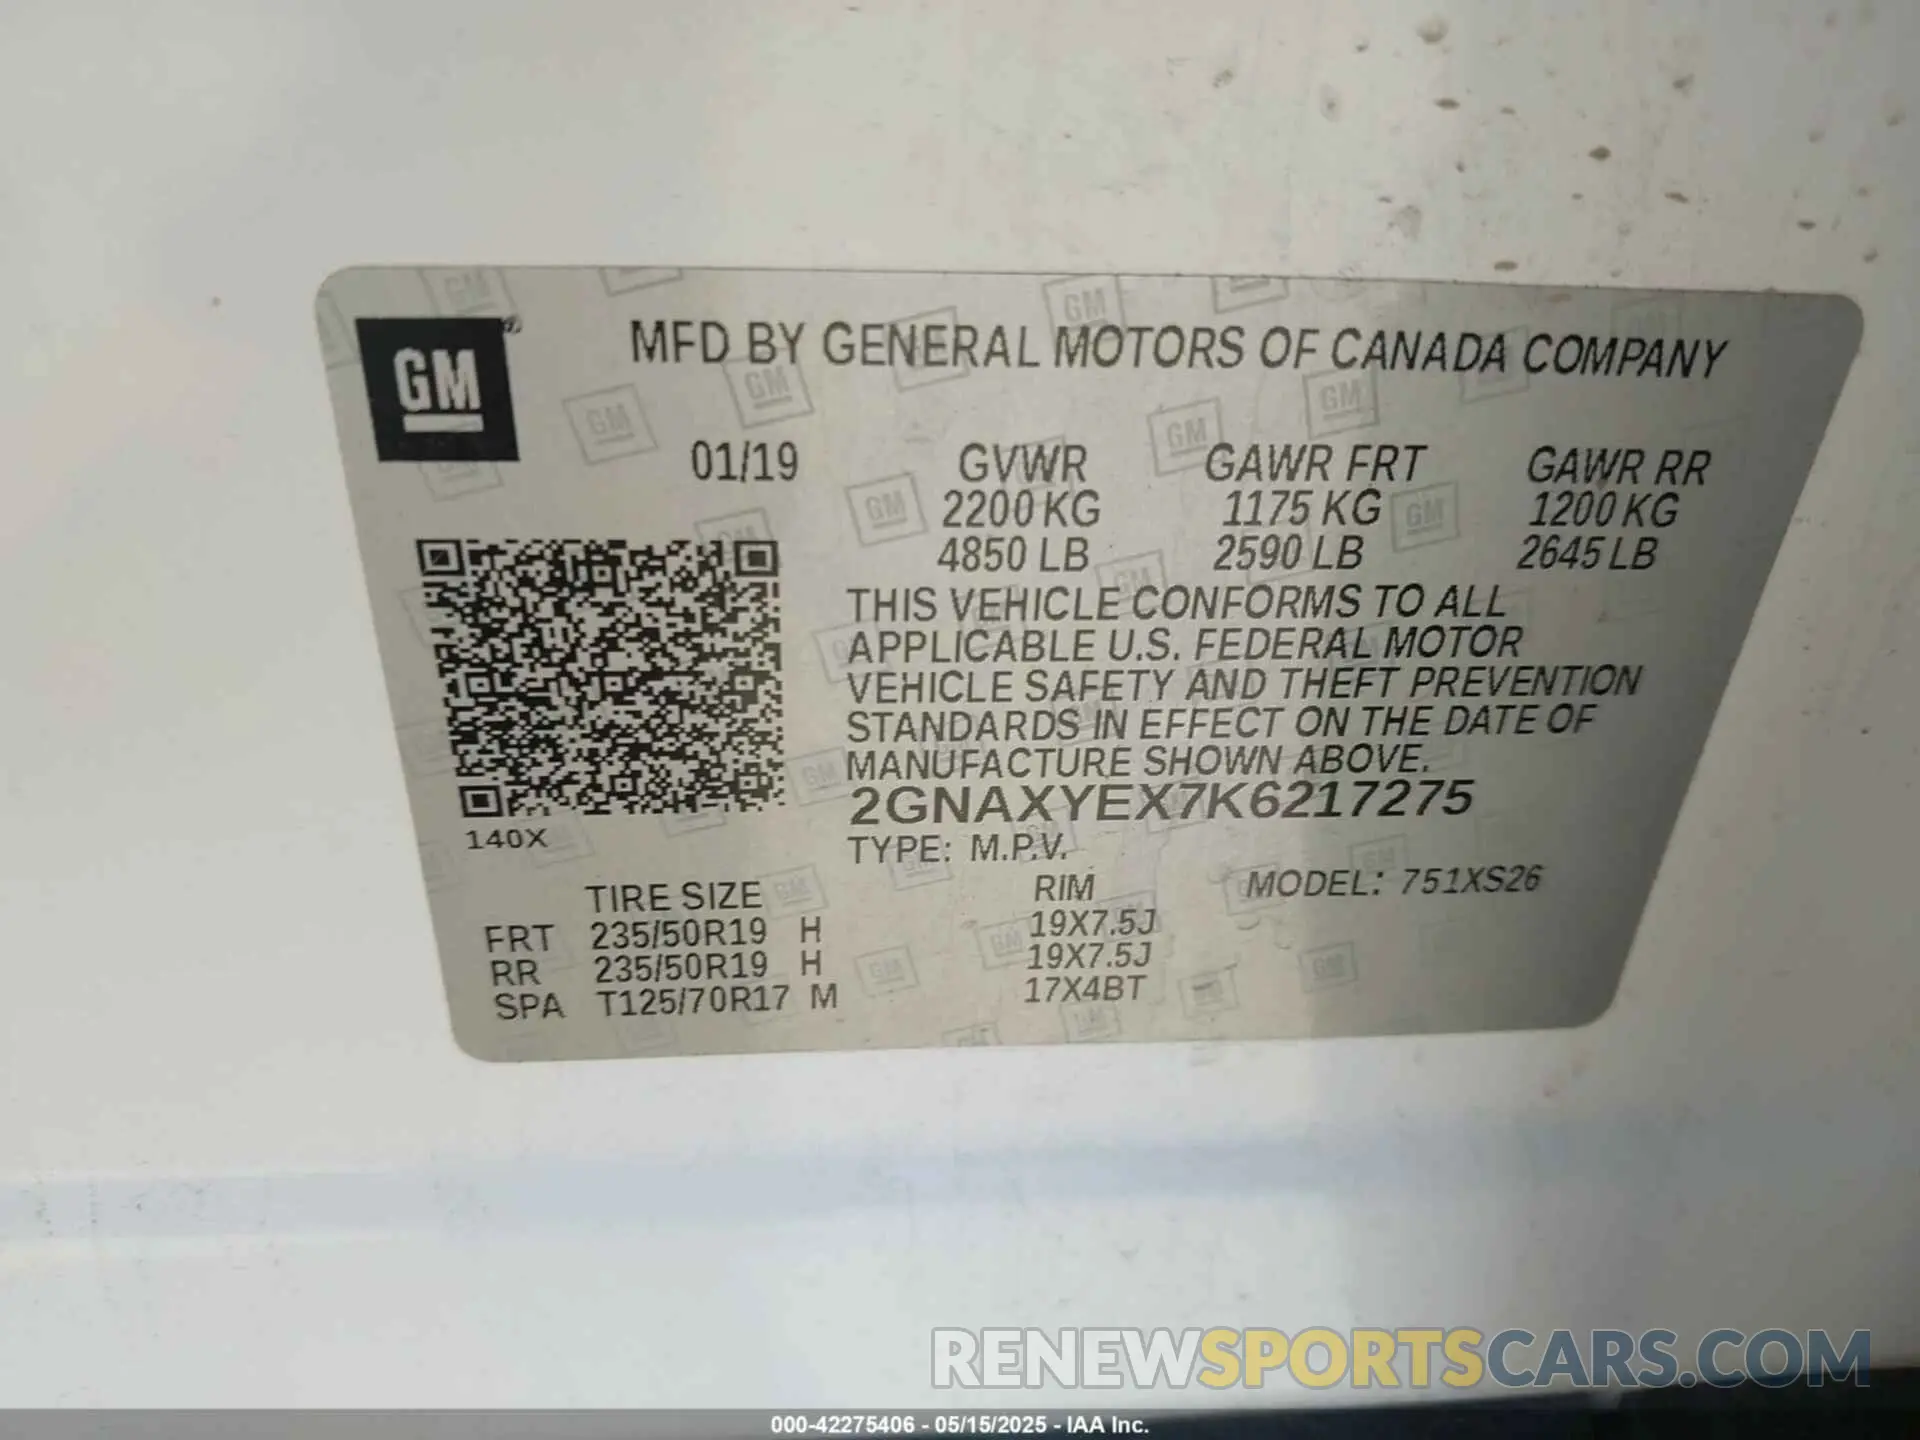 GM
MFD BY GENERAL MOTORS OF CANADA COMPANY
01/19 GVWR GAWR FRT GAWR RR
2200 KG 1175 KG 1200 KG
4850 LB 2590 LB 2645 LB
THIS VEHICLE CONFORMS TO ALL
APPLICABLE U.S. FEDERAL MOTOR
VEHICLE SAFETY AND THEFT PREVENTION
STANDARDS IN EFFECT ON THE DATE OF
MANUFACTURE SHOWN ABOVE.
2GNAXYEX7K6217275
140X
TYPE: M.P.V. MODEL: 751XS26
TIRE SIZE RIM
FRT 235/50R19 H 19X7.5J
RR 235/50R19 H 19X7.5J
SPA T125/70R17 M 17X4BT
RENEWSPORTSCARS.COM
000-42275406 - 05/15/2025 - IAA Inc.